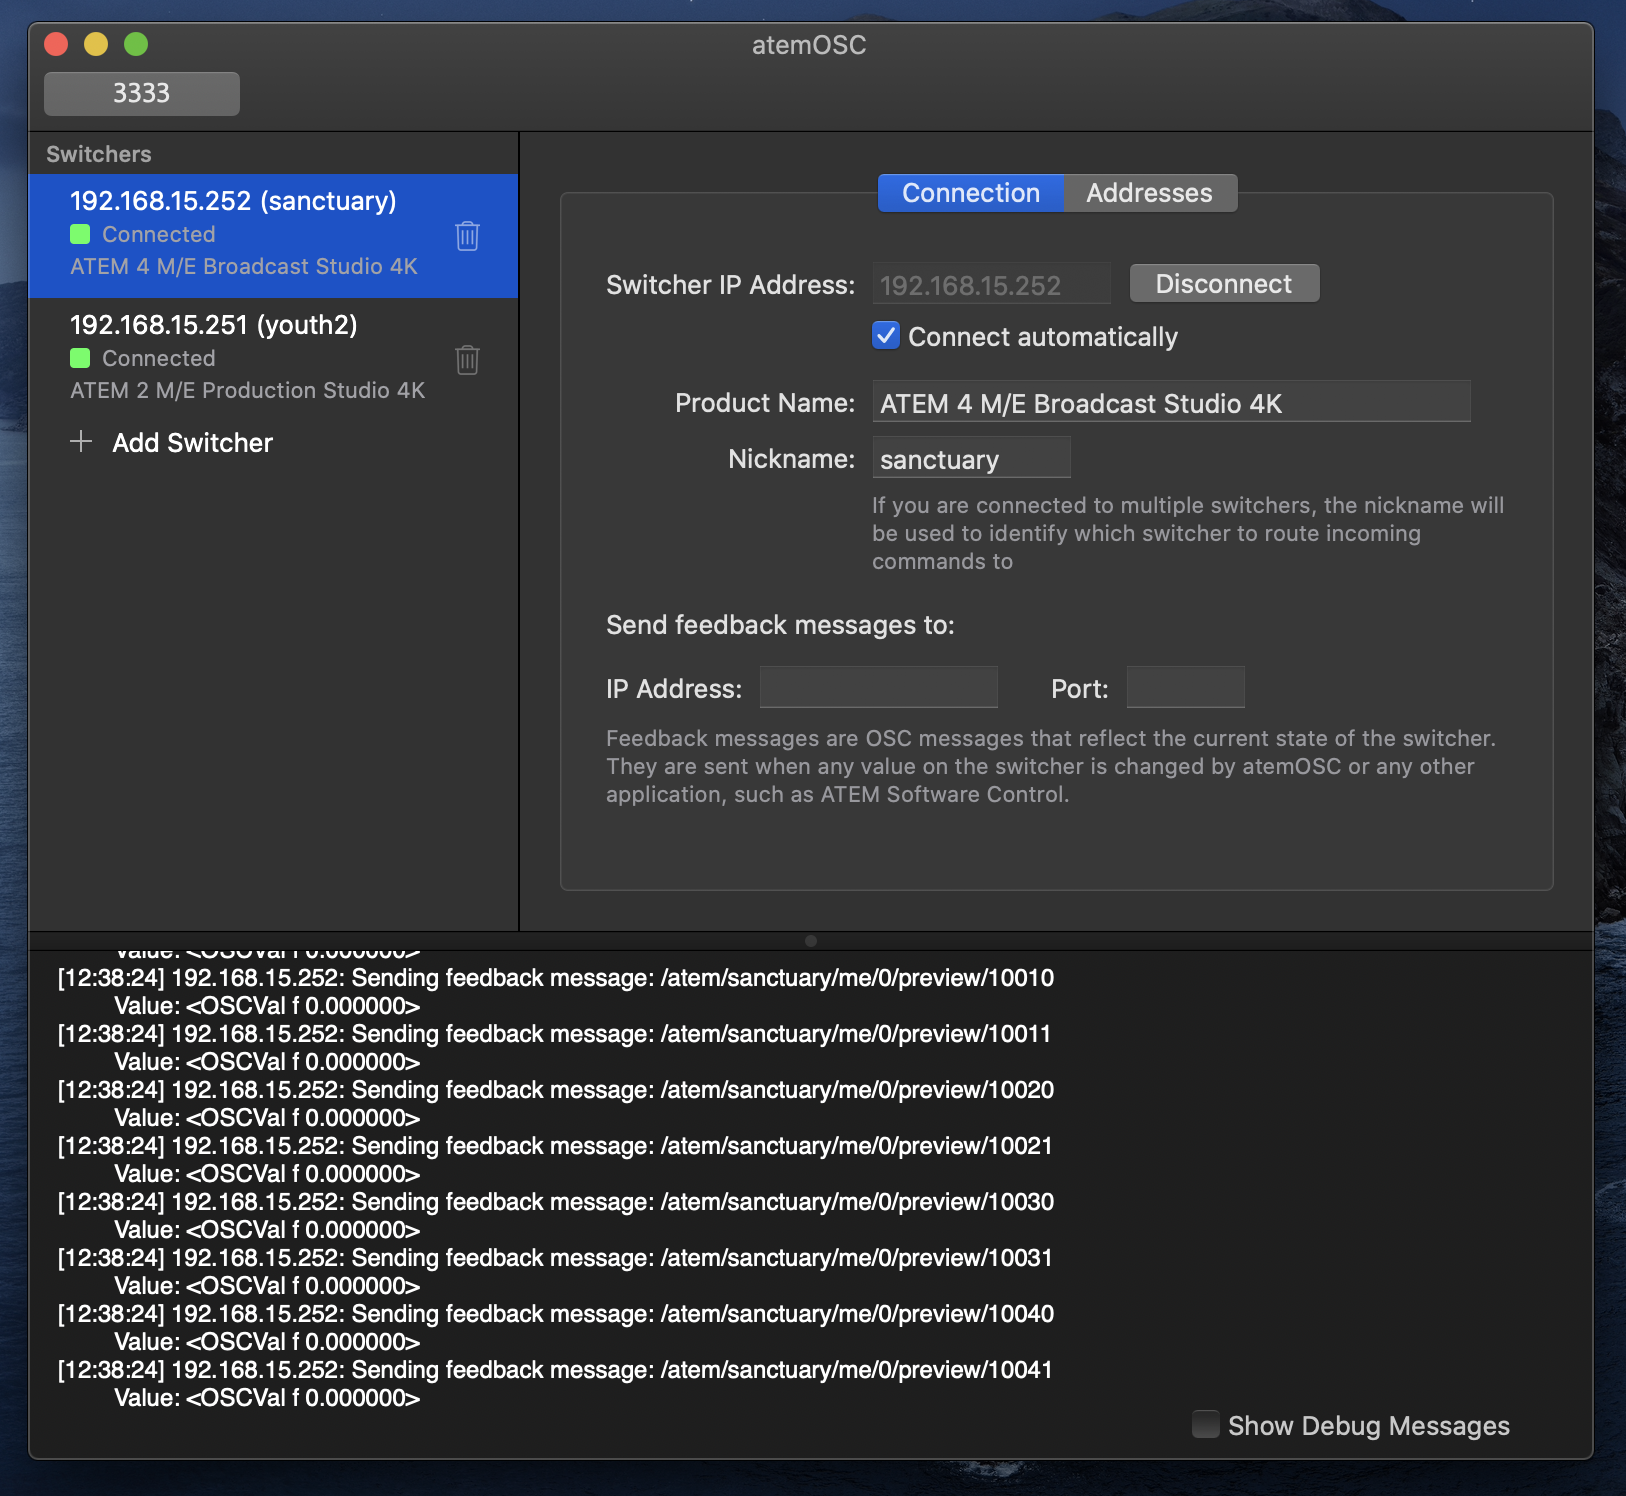 atemOSC
3333
Switchers
192.168.15.252 (sanctuary)
Connected
ATEM 4 M/E Broadcast Studio 4K
192.168.15.251 (youth2)
Connected
ATEM 2 M/E Production Studio 4K
+ Add Switcher
Connection Addresses
Switcher IP Address: 192.168.15.252 Disconnect
Connect automatically
Product Name: ATEM 4 M/E Broadcast Studio 4K
Nickname: sanctuary
If you are connected to multiple switchers, the nickname will
be used to identify which switcher to route incoming
commands to
Send feedback messages to:
IP Address: Port:
Feedback messages are OSC messages that reflect the current state of the switcher.
They are sent when any value on the switcher is changed by atemOSC or any other
application, such as ATEM Software Control.
Value: <OSCVal f 0.000000>
[12:38:24] 192.168.15.252: Sending feedback message: /atem/sanctuary/me/0/preview/10010
Value: <OSCVal f 0.000000>
[12:38:24] 192.168.15.252: Sending feedback message: /atem/sanctuary/me/0/preview/10011
Value: <OSCVal f 0.000000>
[12:38:24] 192.168.15.252: Sending feedback message: /atem/sanctuary/me/0/preview/10020
Value: <OSCVal f 0.000000>
[12:38:24] 192.168.15.252: Sending feedback message: /atem/sanctuary/me/0/preview/10021
Value: <OSCVal f 0.000000>
[12:38:24] 192.168.15.252: Sending feedback message: /atem/sanctuary/me/0/preview/10030
Value: <OSCVal f 0.000000>
[12:38:24] 192.168.15.252: Sending feedback message: /atem/sanctuary/me/0/preview/10031
Value: <OSCVal f 0.000000>
[12:38:24] 192.168.15.252: Sending feedback message: /atem/sanctuary/me/0/preview/10040
Value: <OSCVal f 0.000000>
[12:38:24] 192.168.15.252: Sending feedback message: /atem/sanctuary/me/0/preview/10041
Value: <OSCVal f 0.000000>
Show Debug Messages